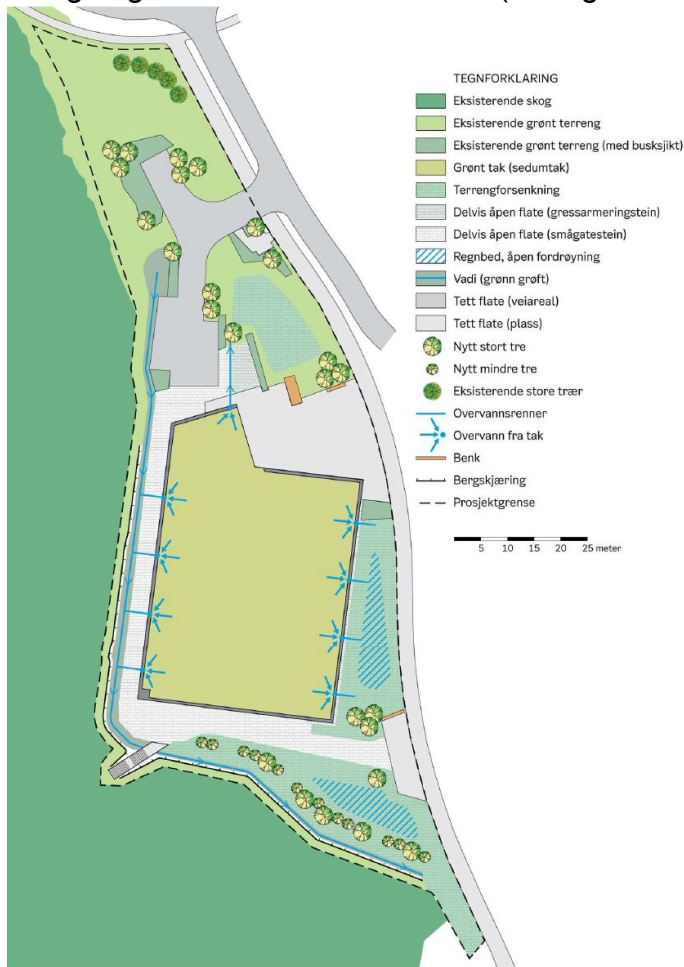 TEGNFORKLARING
Eksisterende skog
Eksisterende grønt terreng
Eksisterende grønt terreng (med busksjikt)
Grønt tak (sedumtak)
Terrengforsenkning
Delvis åpen flate (gressarmeringstein)
Delvis åpen flate (smågatestein)
Regnbed, åpen fordrøyning
Vadi (grønn grøft)
Tett flate (veiareal)
Tett flate (plass)
Nytt stort tre
Nytt mindre tre
Eksisterende store trær
Overvannsrenner
Overvann fra tak
Benk
Bergskjæring
Prosjektgrense
5 10 15 20 25 meter